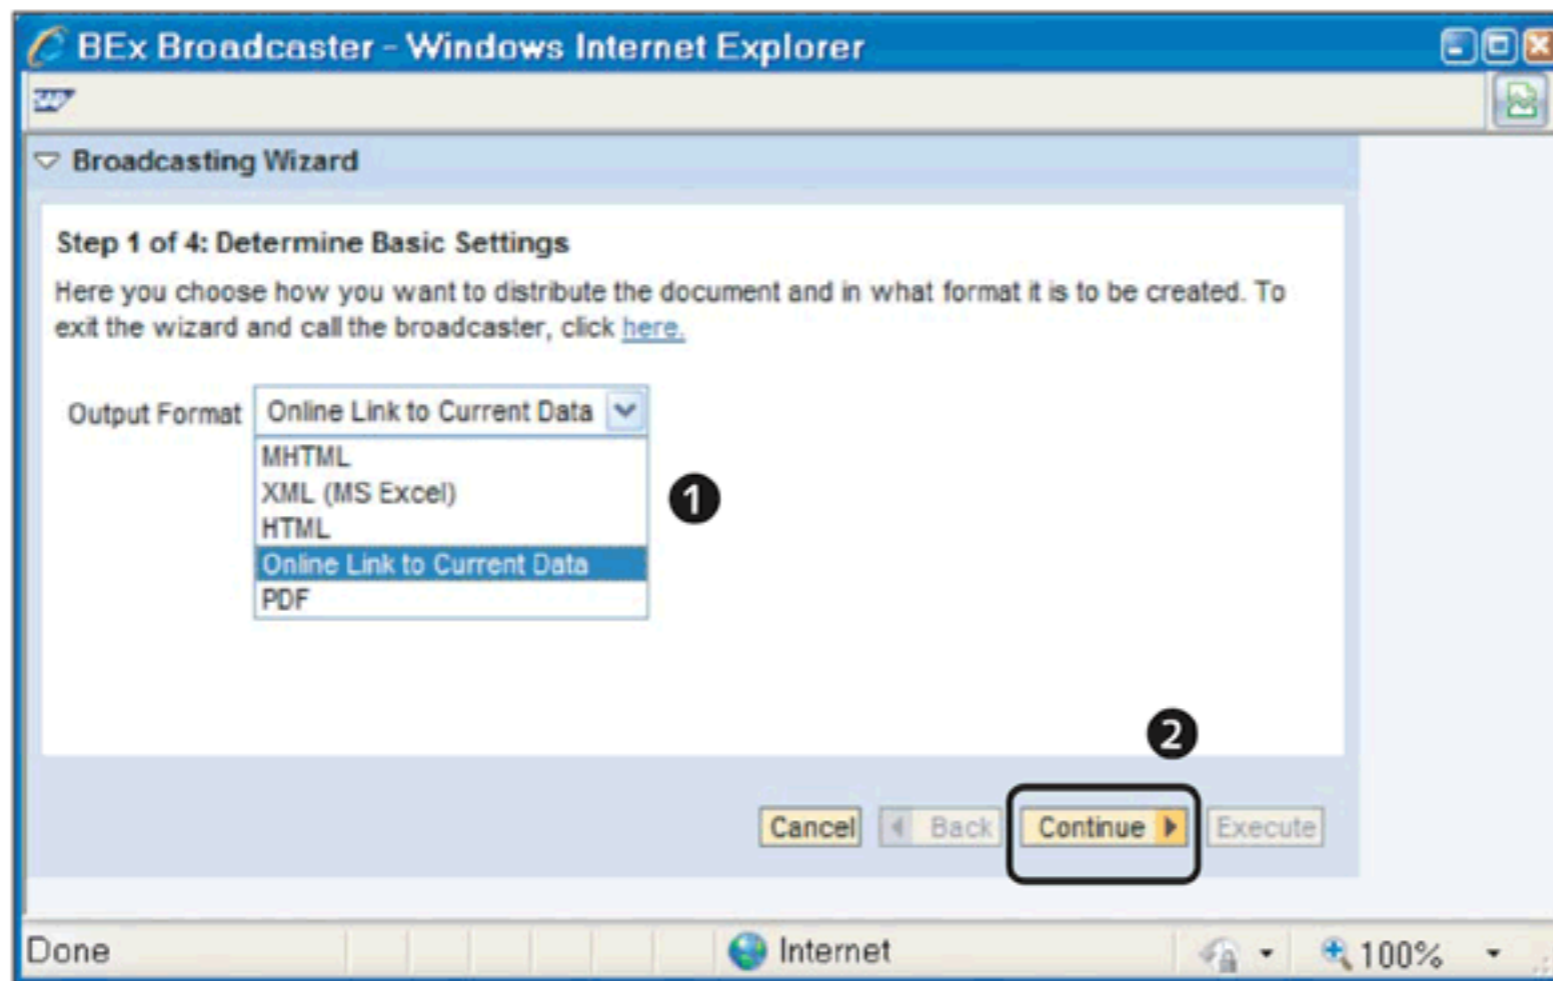 BEx Broadcaster - Windows Internet Explorer
SAP
Broadcasting Wizard
Step 1 of 4: Determine Basic Settings
Here you choose how you want to distribute the document and in what format it is to be created. To
exit the wizard and call the broadcaster, click here.
Output Format Online Link to Current Data
MHTML
XML (MS Excel)
1
HTML
Online Link to Current Data
PDF
2
Cancel Back Continue Execute
Done Internet 100%